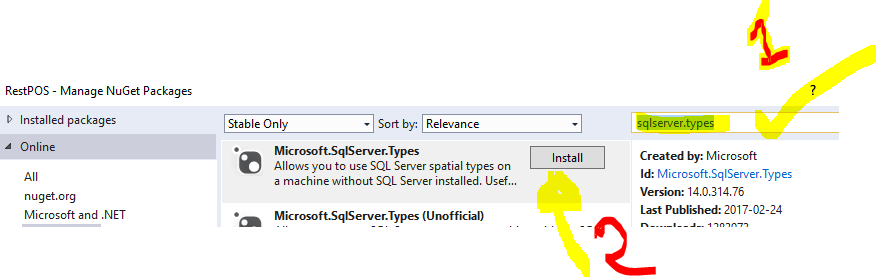 1
RestPOS - Manage NuGet Packages
?
Installed packages
Stable Only
Sort by:
Relevance
sqlserver.types
Online
Microsoft.SqlServer.Types
Install
Created by: Microsoft
Allows you to use SQL Server spatial types on
Id: Microsoft.SqlServer.Types
All
a machine without SQL Server installed. Usef...
Version: 14.0.314.76
nuget.org
Last Published: 2017-02-24
Microsoft and .NET
Microsoft.SqlServer.Types (Unofficial)
2